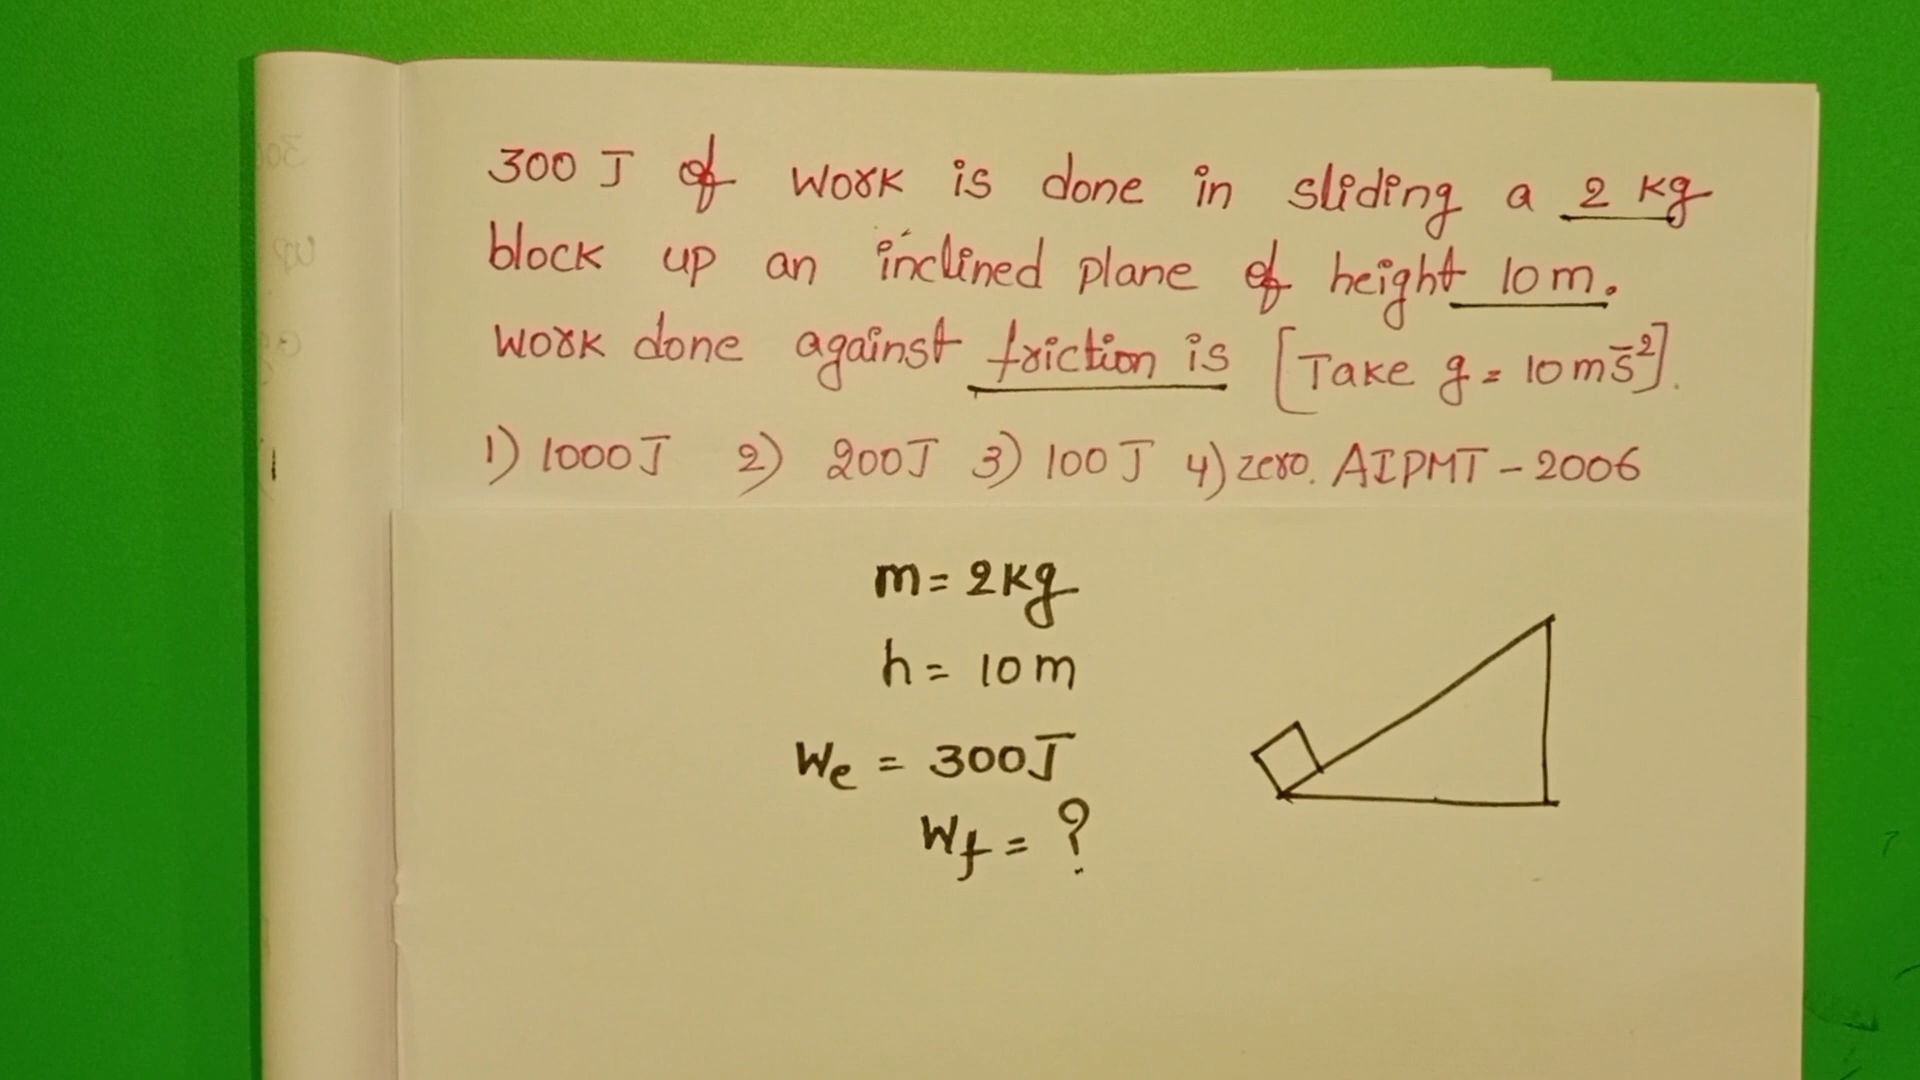 300 J of work is done in sliding a 2 kg
block up an inclined plane of height 10 m.
work done against friction is [Take g = 10 m s⁻²].
1) 1000 J 2) 200 J 3) 100 J 4) zero. AIPMT - 2006
m = 2 kg
h = 10 m
We = 300 J
Wf = ?